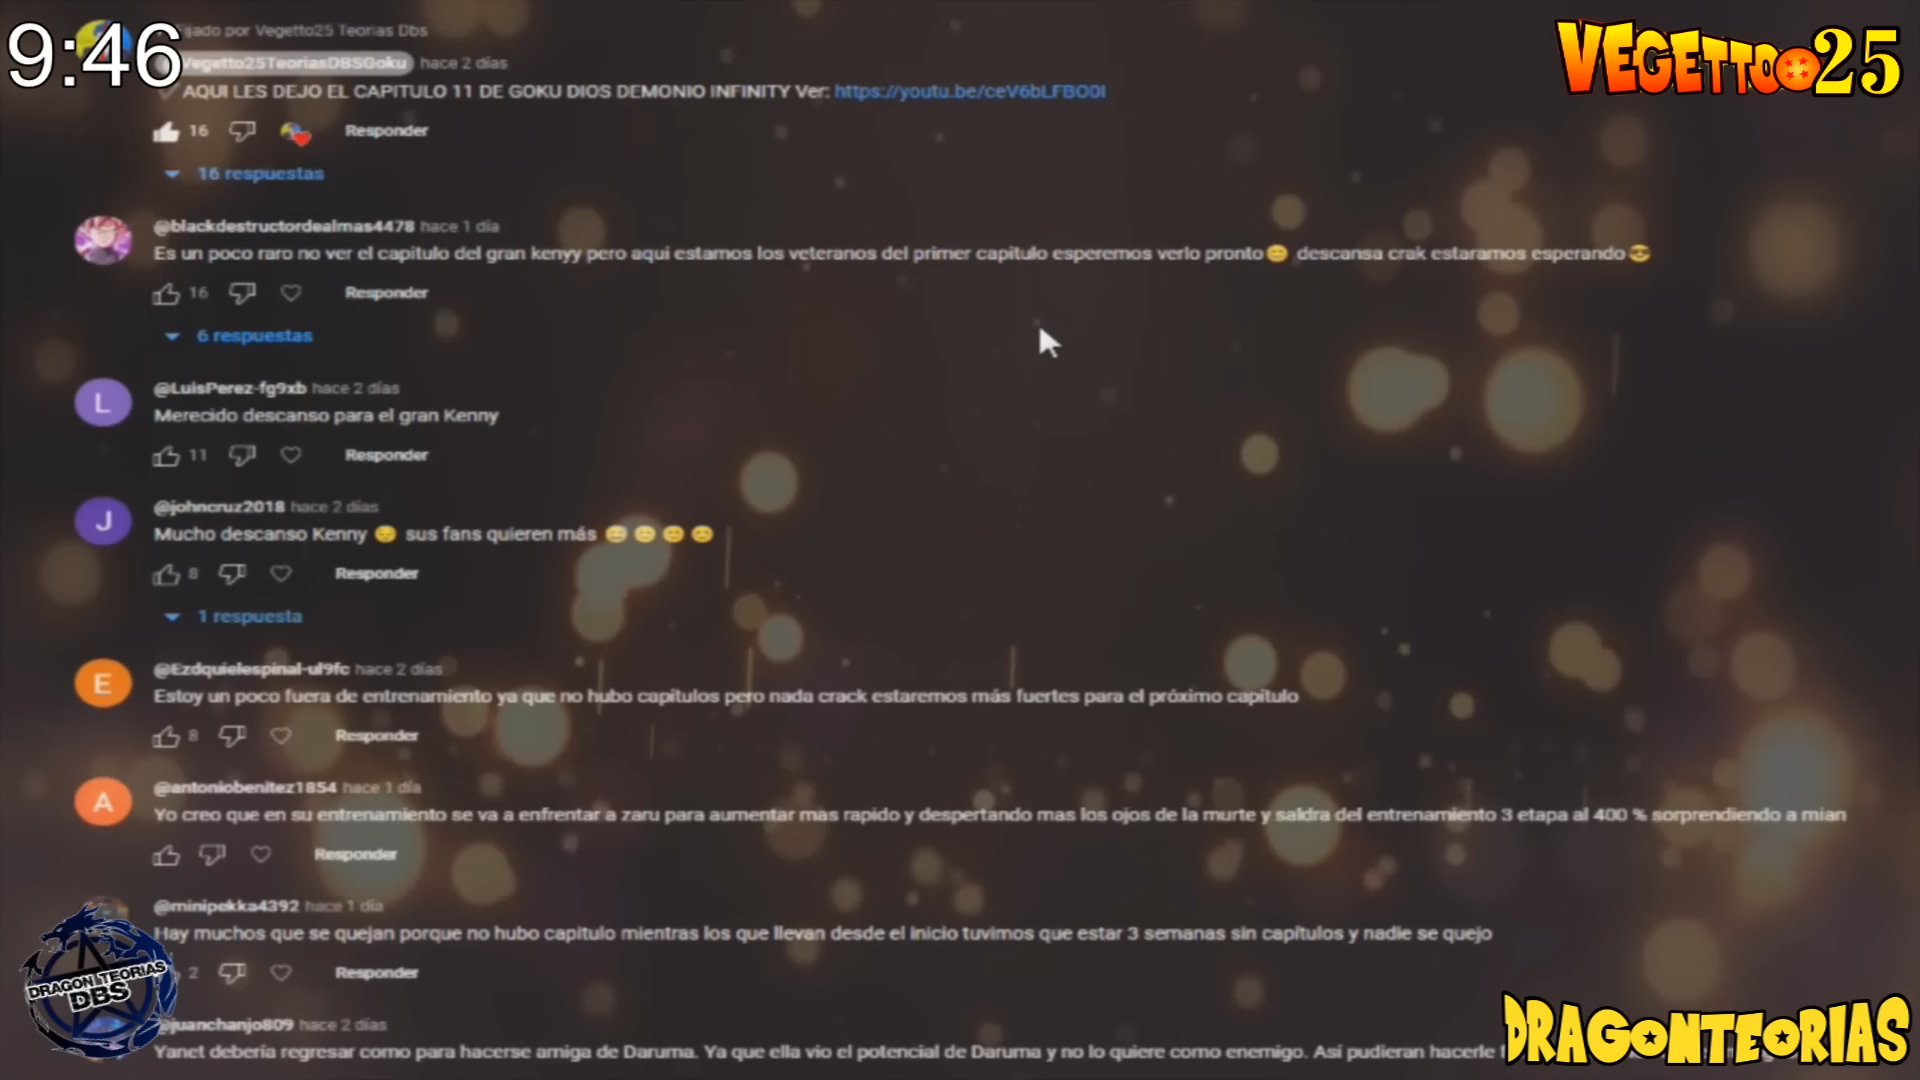 9:46
VEGETTO 25
jado por Vegetto25 Teorias Dbs
Vegetto25TeoriasDBSGoku hace 2 días
AQUI LES DEJO EL CAPITULO 11 DE GOKU DIOS DEMONIO INFINITY Ver: https://youtu.be/ceV6bLFBO0I
16 Responder
16 respuestas
@blackdestructordealmas4478 hace 1 día
Es un poco raro no ver el capitulo del gran kenyy pero aqui estamos los veteranos del primer capitulo esperemos verlo pronto😊 descansa crak estaramos esperando😎
16 Responder
6 respuestas
L @LuisPerez-fg9xb hace 2 días
Merecido descanso para el gran Kenny
11 Responder
J @johncruz2018 hace 2 días
Mucho descanso Kenny sus fans quieren más
8 Responder
1 respuesta
E @Ezdquielespinal-ul9fc hace 2 días
Estoy un poco fuera de entrenamiento ya que no hubo capítulos pero nada crack estaremos más fuertes para el próximo capítulo
8 Responder
A @antoniobenitez1854 hace 1 día
Yo creo que en su entrenamiento se va a enfrentar a zaru para aumentar mas rapido y despertando mas los ojos de la murte y saldra del entrenamiento 3 etapa al 400 % sorprendiendo a mian
Responder
@minipekka4392 hace 1 día
Hay muchos que se quejan porque no hubo capitulo mientras los que llevan desde el inicio tuvimos que estar 3 semanas sin capítulos y nadie se quejo
2 Responder
DRAGON TEORIAS
DBS
@juanchanjo809 hace 2 días
Yanet debería regresar como para hacerse amiga de Daruma. Ya que ella vio el potencial de Daruma y no lo quiere como enemigo. Así pudieran hacerle
DRAGONTEORIAS